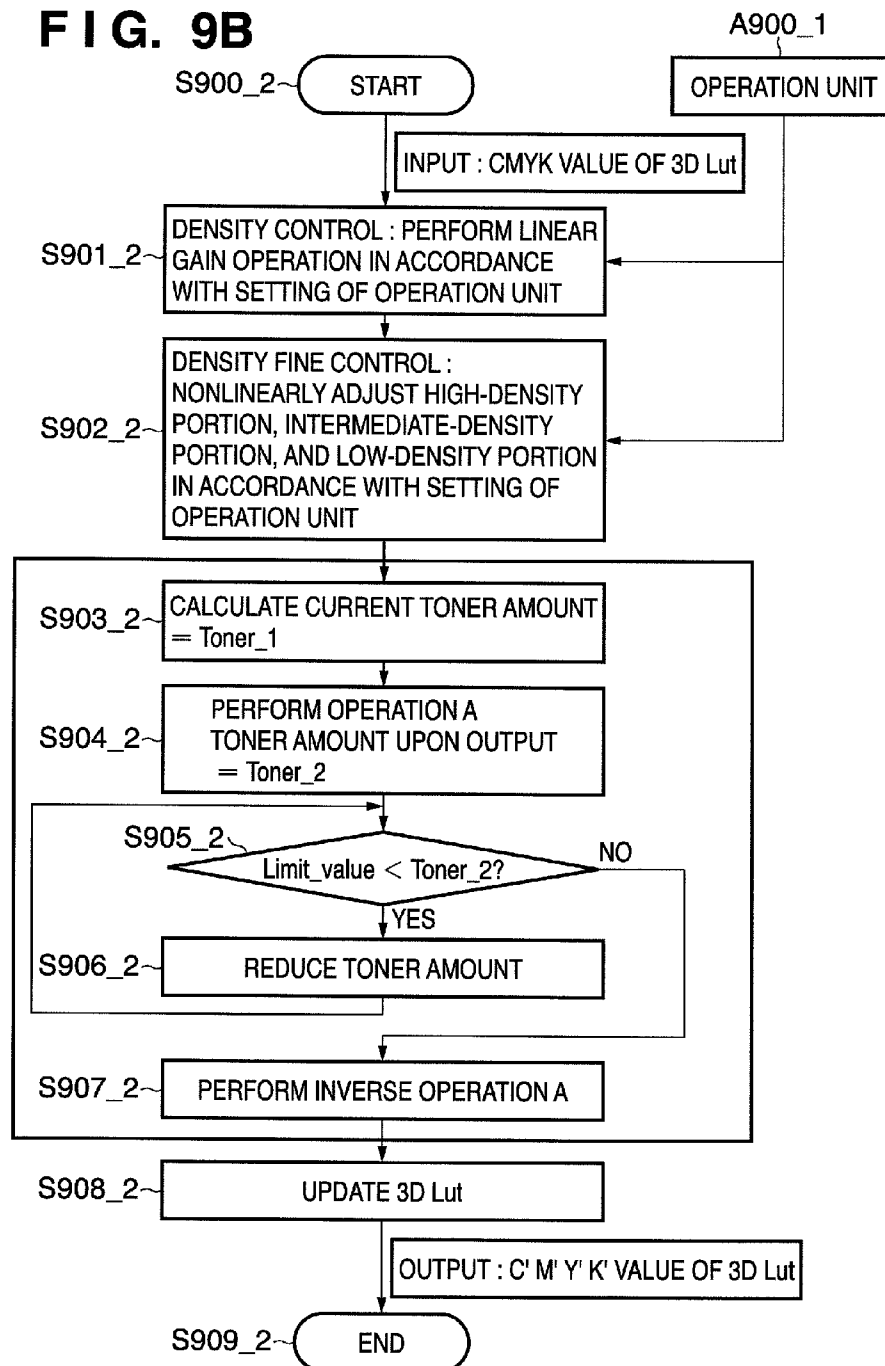 FIG. 9B
A900_1
S900_2
START
OPERATION UNIT
INPUT : CMYK VALUE OF 3D Lut
S901_2
DENSITY CONTROL : PERFORM LINEAR
GAIN OPERATION IN ACCORDANCE
WITH SETTING OF OPERATION UNIT
S902_2
DENSITY FINE CONTROL :
NONLINEARLY ADJUST HIGH-DENSITY
PORTION, INTERMEDIATE-DENSITY
PORTION, AND LOW-DENSITY PORTION
IN ACCORDANCE WITH SETTING OF
OPERATION UNIT
S903_2
CALCULATE CURRENT TONER AMOUNT
= Toner_1
S904_2
PERFORM OPERATION A
TONER AMOUNT UPON OUTPUT
= Toner_2
S905_2
Limit_value < Toner_2?
NO
YES
S906_2
REDUCE TONER AMOUNT
S907_2
PERFORM INVERSE OPERATION A
S908_2
UPDATE 3D Lut
OUTPUT : C' M' Y' K' VALUE OF 3D Lut
S909_2
END